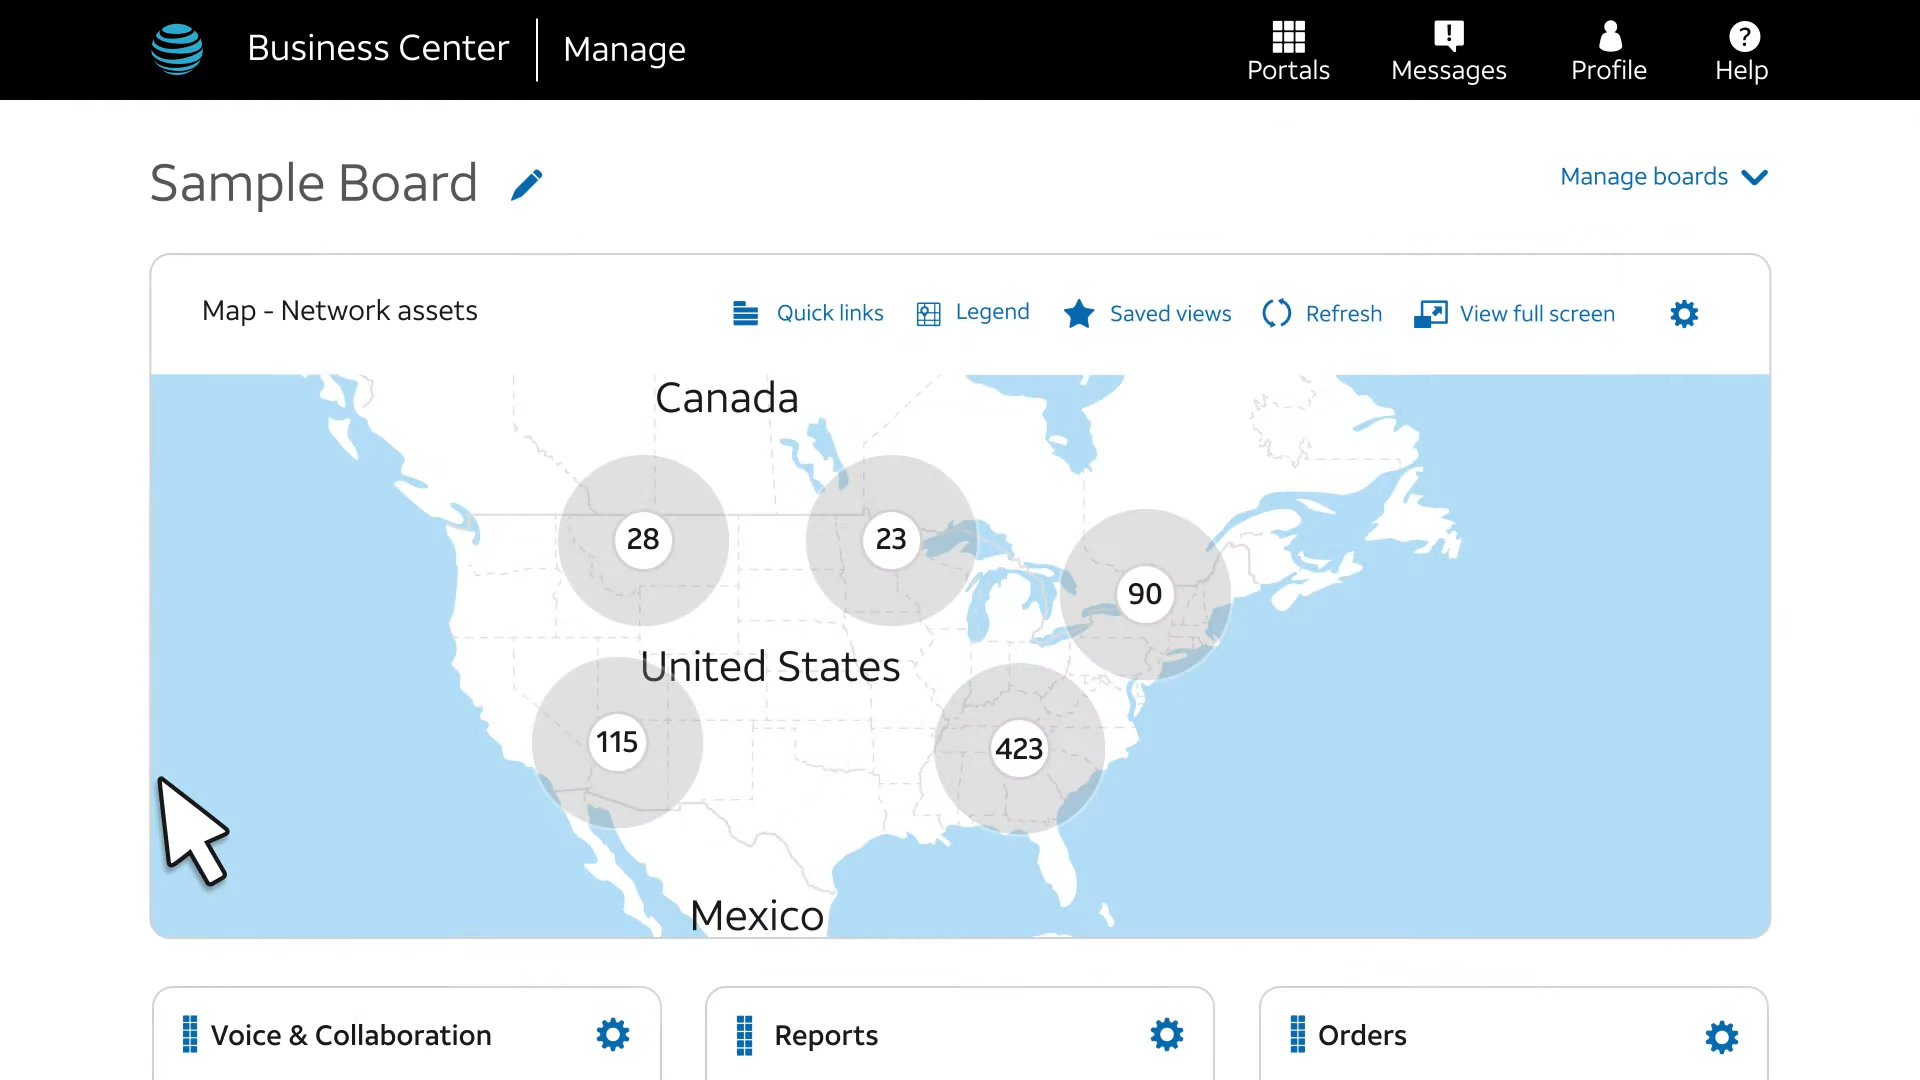 Business Center
Manage
Portals
Messages
Profile
Help
Sample Board
Manage boards
Map - Network assets
Quick links
Legend
Saved views
Refresh
View full screen
Canada
28
23
90
United States
115
423
Mexico
Voice & Collaboration
Reports
Orders